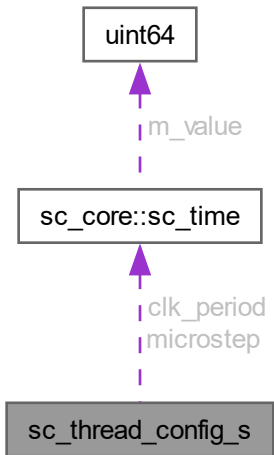 uint64
m_value
sc_core::sc_time
clk_period
microstep
sc_thread_config_s